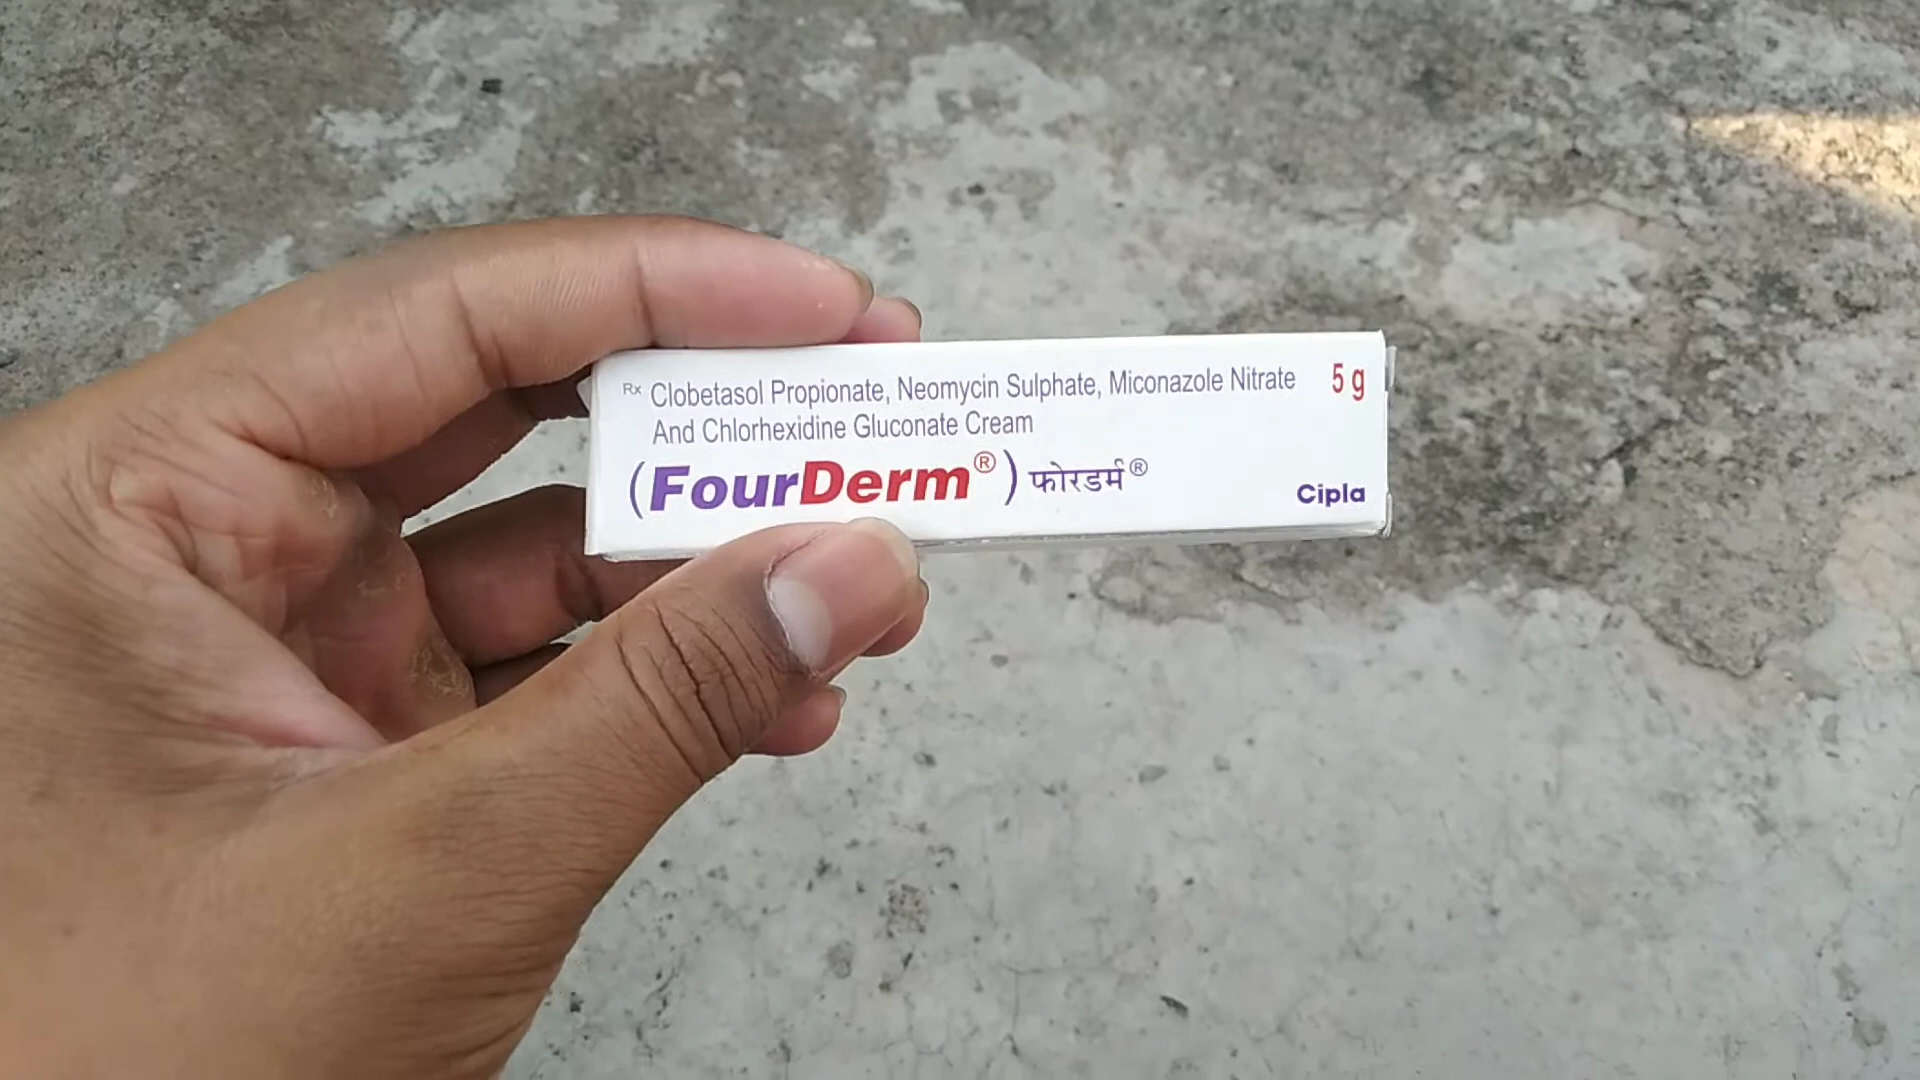 Rx Clobetasol Propionate, Neomycin Sulphate, Miconazole Nitrate 5 g
And Chlorhexidine Gluconate Cream
(FourDerm®) फोरडर्म®
Cipla